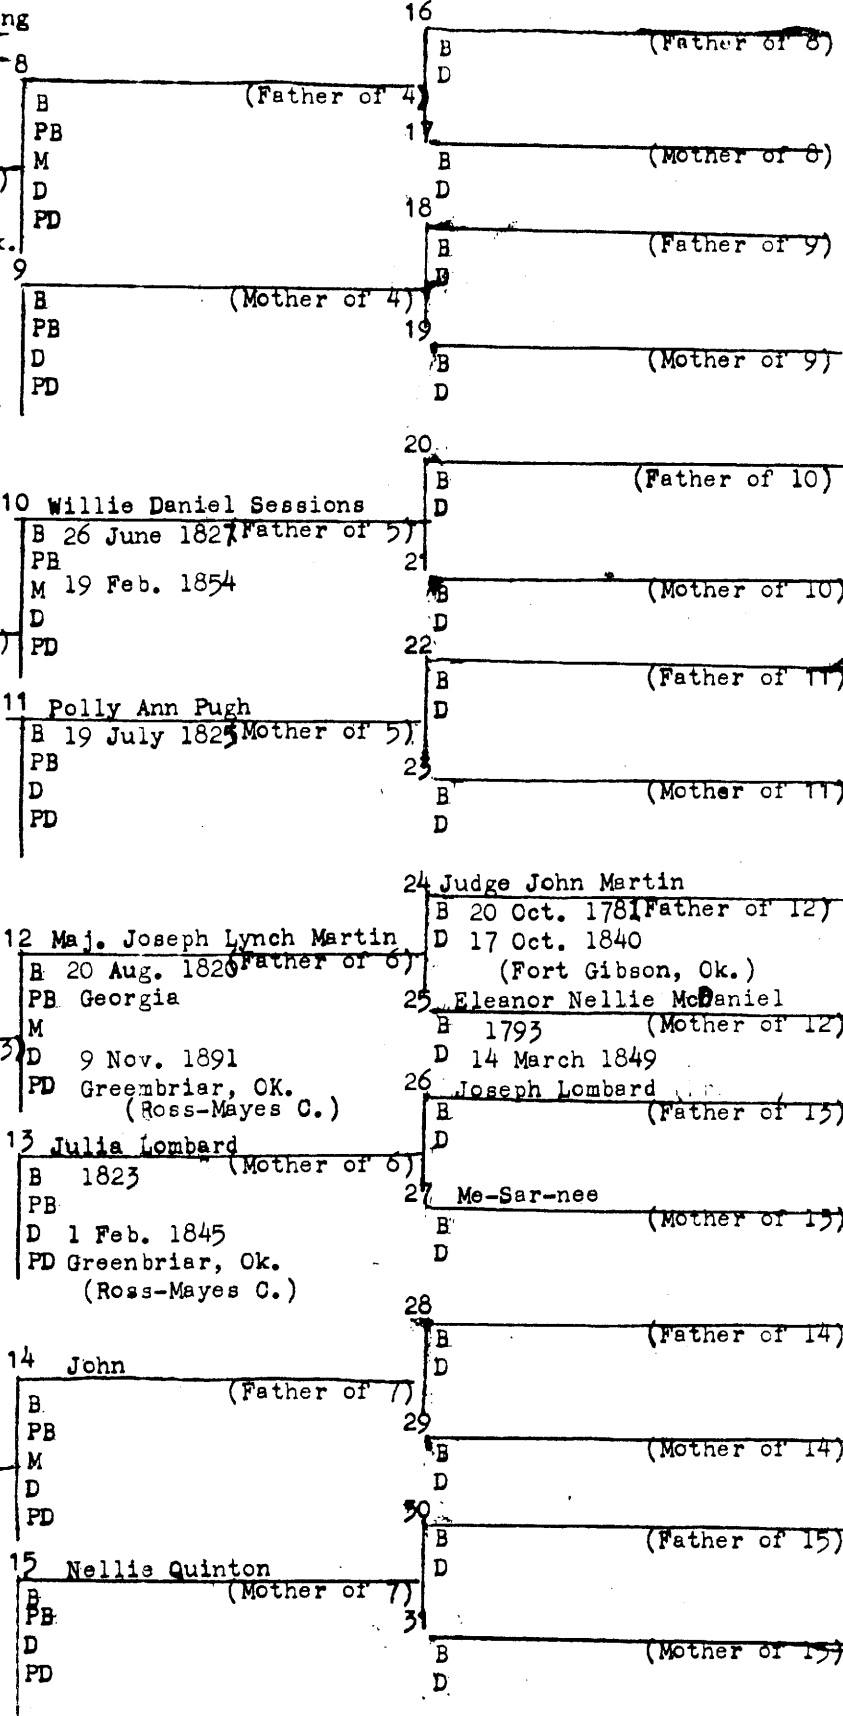 ng
8
B (Father of 4)
PB
M
D
PD
9
B (Mother of 4)
PB
D
PD
10 Willie Daniel Sessions
B 26 June 1827 (Father of 5)
PB
M 19 Feb. 1854
D
PD
11 Polly Ann Pugh
B 19 July 1825 (Mother of 5)
PB
D
PD
12 Maj. Joseph Lynch Martin
B 20 Aug. 1820 (Father of 6)
PB Georgia
M
3) D 9 Nov. 1891
PD Greembriar, OK.
(Ross-Mayes C.)
13 Julia Lombard
B 1823 (Mother of 6)
PB
D 1 Feb. 1845
PD Greenbriar, Ok.
(Ross-Mayes C.)
14 John
B (Father of 7)
PB
M
D
PD
15 Nellie Quinton
B (Mother of 7)
PB
D
PD
16
B (Father of 8)
D
17
B (Mother of 8)
D
18
B (Father of 9)
D
19
B (Mother of 9)
D
20
B (Father of 10)
D
21
B (Mother of 10)
D
22
B (Father of 11)
D
23
B (Mother of 11)
D
24 Judge John Martin
B 20 Oct. 1781 (Father of 12)
D 17 Oct. 1840
(Fort Gibson, Ok.)
25 Eleanor Nellie McDaniel
B 1793 (Mother of 12)
D 14 March 1849
26 Joseph Lombard
B (Father of 13)
D
27 Me-Sar-nee
B (Mother of 13)
D
28
B (Father of 14)
D
29
B (Mother of 14)
D
30
B (Father of 15)
D
31
B (Mother of 15)
D